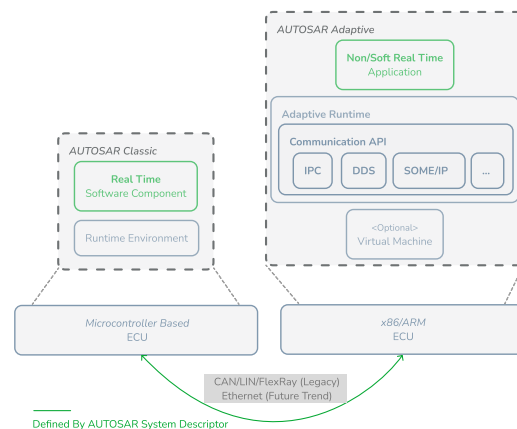 AUTOSAR Adaptive
Non/Soft Real Time
Application
Adaptive Runtime
Communication API
IPC
DDS
SOME/IP
...
<Optional>
Virtual Machine
AUTOSAR Classic
Real Time
Software Component
Runtime Environment
Microcontroller Based
ECU
x86/ARM
ECU
CAN/LIN/FlexRay (Legacy)
Ethernet (Future Trend)
Defined By AUTOSAR System Descriptor